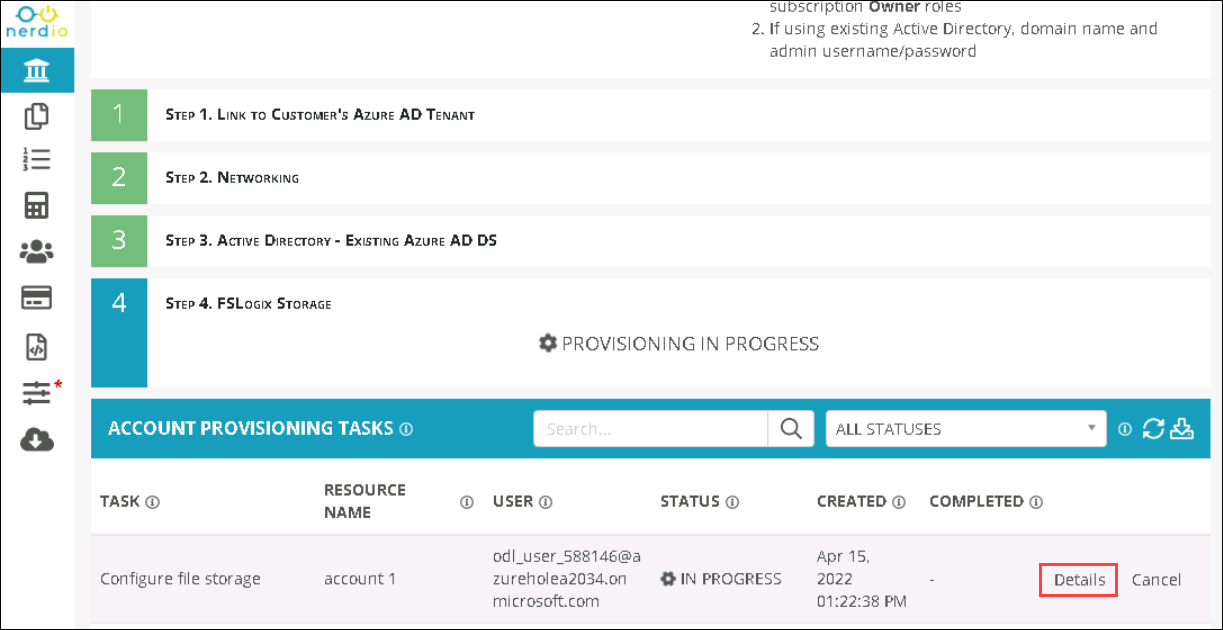 nerdio
subscription Owner roles
2. If using existing Active Directory, domain name and
admin username/password
1
Step 1. Link to Customer's Azure AD Tenant
2
Step 2. Networking
3
Step 3. Active Directory - Existing Azure AD DS
4
Step 4. FSLogix Storage
PROVISIONING IN PROGRESS
ACCOUNT PROVISIONING TASKS
Search...
ALL STATUSES
TASK
RESOURCE
NAME
USER
STATUS
CREATED
COMPLETED
Configure file storage
account 1
odl_user_588146@a
zureholea2034.on
microsoft.com
IN PROGRESS
Apr 15,
2022
01:22:38 PM
-
Details
Cancel